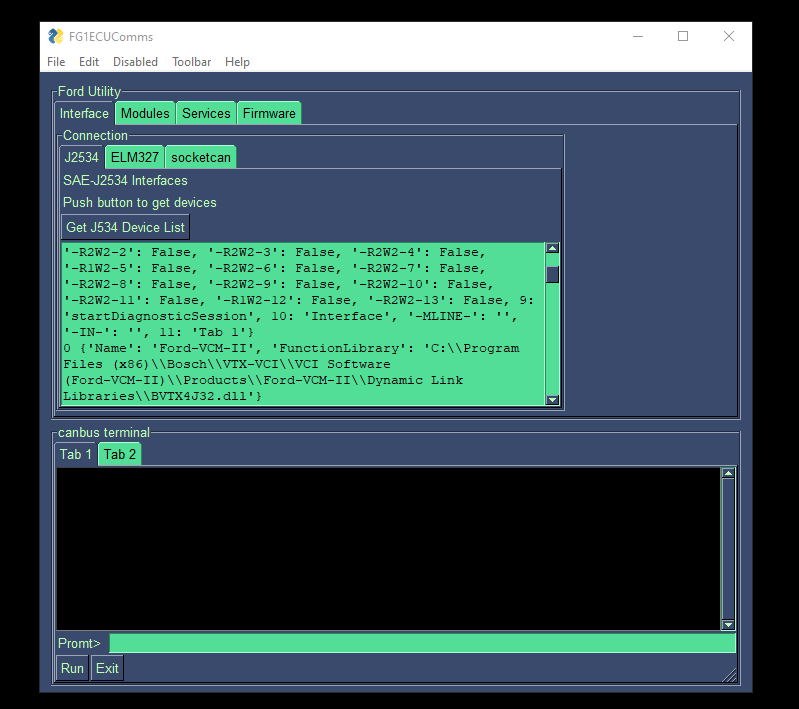 FG1ECUComms
File Edit Disabled Toolbar Help
Ford Utility
Interface Modules Services Firmware
Connection
J2534 ELM327 socketcan
SAE-J2534 Interfaces
Push button to get devices
Get J534 Device List
'-R2W2-2': False, '-R2W2-3': False, '-R2W2-4': False,
'-R1W2-5': False, '-R2W2-6': False, '-R2W2-7': False,
'-R2W2-8': False, '-R2W2-9': False, '-R2W2-10': False,
'-R2W2-11': False, '-R1W2-12': False, '-R2W2-13': False, 9:
'startDiagnosticSession', 10: 'Interface', '-MLINE-': '',
'-IN-': '', 11: 'Tab 1'}
0 {'Name': 'Ford-VCM-II', 'FunctionLibrary': 'C:\\Program
Files (x86)\\Bosch\\VTX-VCI\\VCI Software
(Ford-VCM-II)\\Products\\Ford-VCM-II\\Dynamic Link
Libraries\\BVTX4J32.dll'}
canbus terminal
Tab 1 Tab 2
Promt>
Run Exit